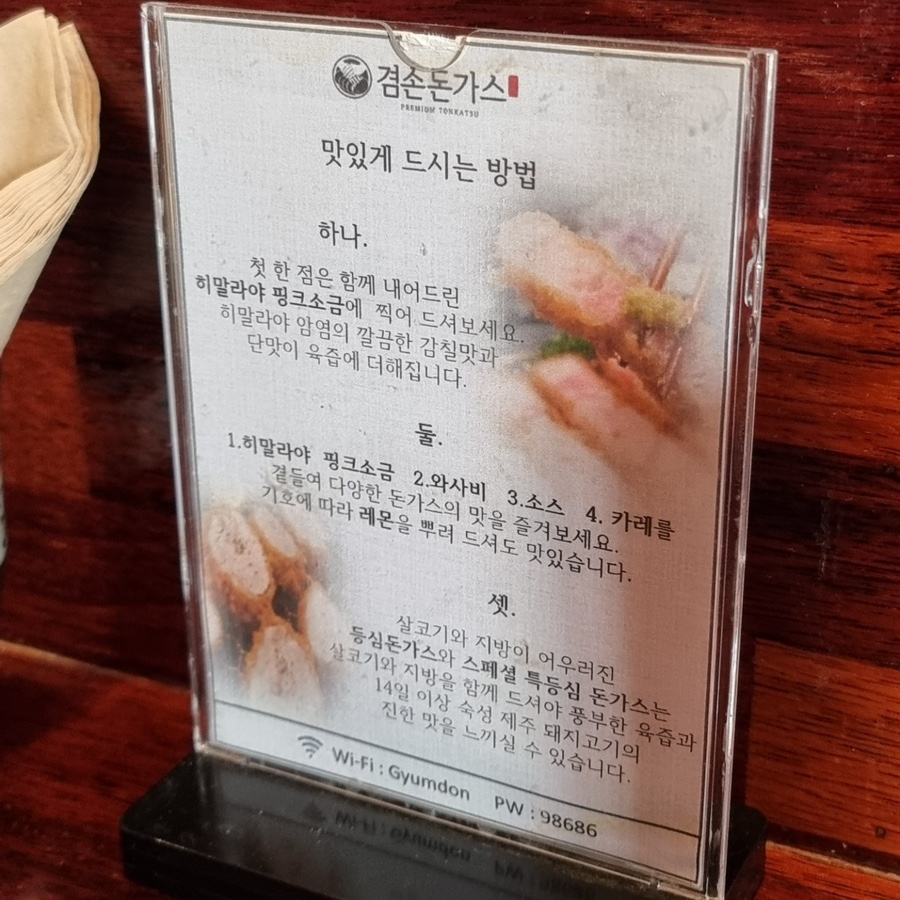 겸손돈가스
PREMIUM TONKATSU
맛있게 드시는 방법
하나.
첫 한 점은 함께 내어드린
히말라야 핑크소금에 찍어 드셔보세요.
히말라야 암염의 깔끔한 감칠맛과
단맛이 육즙에 더해집니다.
둘.
1.히말라야 핑크소금 2.와사비 3.소스 4. 카레를
곁들여 다양한 돈가스의 맛을 즐겨보세요.
기호에 따라 레몬을 뿌려 드셔도 맛있습니다.
셋.
살코기와 지방이 어우러진
등심돈가스와 스페셜 특등심 돈가스는
살코기와 지방을 함께 드셔야 풍부한 육즙과
14일 이상 숙성 제주 돼지고기의
진한 맛을 느끼실 수 있습니다.
Wi-Fi : Gyumdon PW : 98686